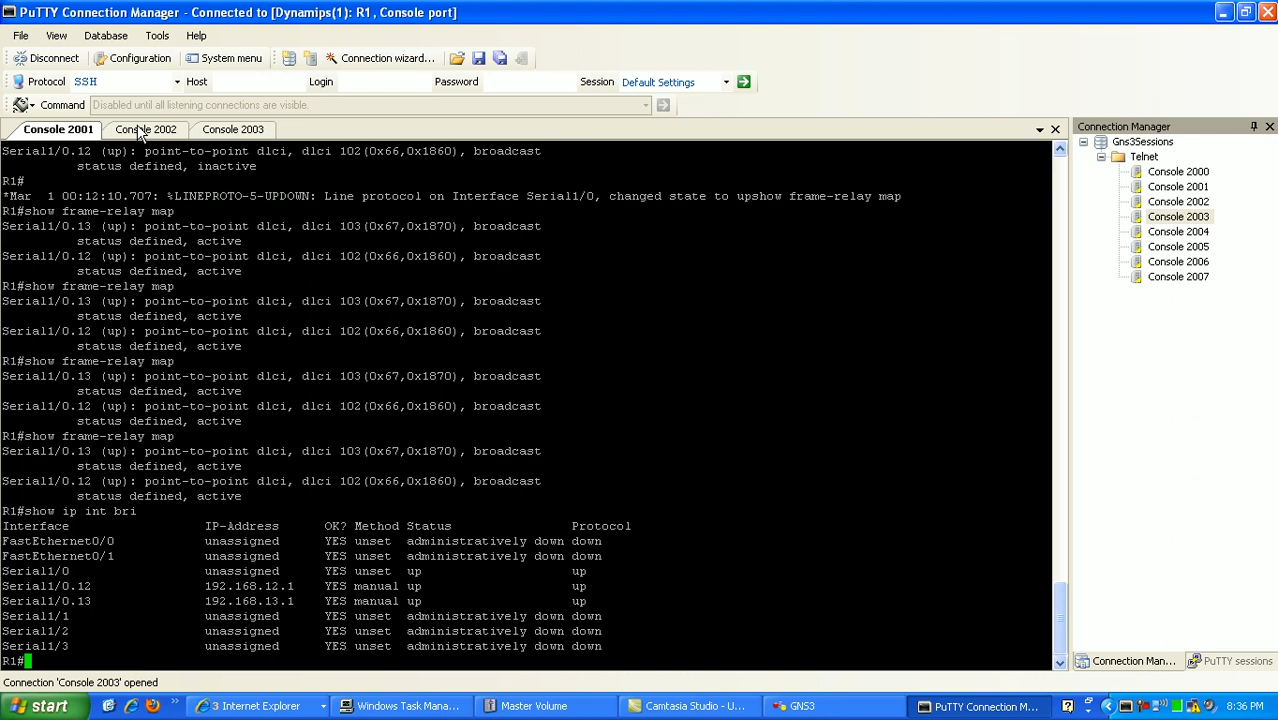 PuTTY Connection Manager - Connected to [Dynamips(1): R1 , Console port]
File View Database Tools Help
Disconnect Configuration System menu Connection wizard...
Protocol SSH Host Login Password Session Default Settings
Command Disabled until all listening connections are visible.
Console 2001 Console 2002 Console 2003
Serial1/0.12 (up): point-to-point dlci, dlci 102(0x66,0x1860), broadcast
status defined, inactive
R1#
*Mar 1 00:12:10.707: %LINEPROTO-5-UPDOWN: Line protocol on Interface Serial1/0, changed state to upshow frame-relay map
R1#show frame-relay map
Serial1/0.13 (up): point-to-point dlci, dlci 103(0x67,0x1870), broadcast
status defined, active
Serial1/0.12 (up): point-to-point dlci, dlci 102(0x66,0x1860), broadcast
status defined, active
R1#show frame-relay map
Serial1/0.13 (up): point-to-point dlci, dlci 103(0x67,0x1870), broadcast
status defined, active
Serial1/0.12 (up): point-to-point dlci, dlci 102(0x66,0x1860), broadcast
status defined, active
R1#show frame-relay map
Serial1/0.13 (up): point-to-point dlci, dlci 103(0x67,0x1870), broadcast
status defined, active
Serial1/0.12 (up): point-to-point dlci, dlci 102(0x66,0x1860), broadcast
status defined, active
R1#show frame-relay map
Serial1/0.13 (up): point-to-point dlci, dlci 103(0x67,0x1870), broadcast
status defined, active
Serial1/0.12 (up): point-to-point dlci, dlci 102(0x66,0x1860), broadcast
status defined, active
R1#show ip int bri
Interface IP-Address OK? Method Status Protocol
FastEthernet0/0 unassigned YES unset administratively down down
FastEthernet0/1 unassigned YES unset administratively down down
Serial1/0 unassigned YES unset up up
Serial1/0.12 192.168.12.1 YES manual up up
Serial1/0.13 192.168.13.1 YES manual up up
Serial1/1 unassigned YES unset administratively down down
Serial1/2 unassigned YES unset administratively down down
Serial1/3 unassigned YES unset administratively down down
R1#
Connection Manager
Gns3Sessions
Telnet
Console 2000
Console 2001
Console 2002
Console 2003
Console 2004
Console 2005
Console 2006
Console 2007
Connection Man... PuTTY sessions
Connection 'Console 2003' opened
start 3 Internet Explorer Windows Task Mana... Master Volume Camtasia Studio - U... GNS3 PuTTY Connection M... 8:36 PM